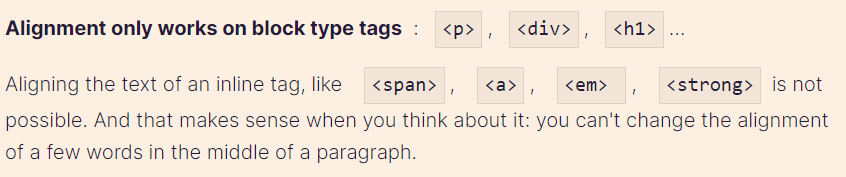 Alignment only works on block type tags : <p> , <div> , <h1> ...
Aligning the text of an inline tag, like <span> , <a> , <em> , <strong> is not
possible. And that makes sense when you think about it: you can't change the alignment
of a few words in the middle of a paragraph.